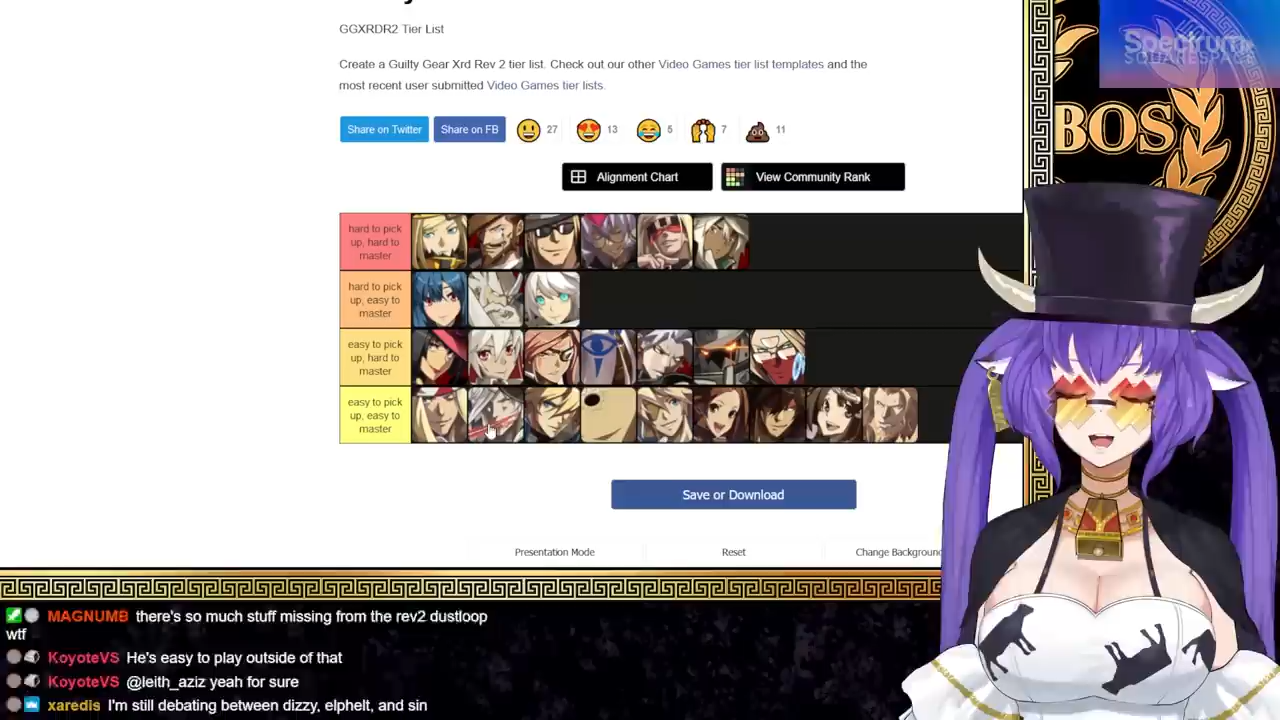 GGXRDR2 Tier List
Create a Guilty Gear Xrd Rev 2 tier list. Check out our other Video Games tier list templates and the
most recent user submitted Video Games tier lists.
Share on Twitter
Share on FB
27
13
5
7
11
Alignment Chart
View Community Rank
hard to pick
up, hard to
master
hard to pick
up, easy to
master
easy to pick
up, hard to
master
easy to pick
up, easy to
master
Save or Download
Presentation Mode
Reset
Change Background
Spectrum
SQUARESPACE
BOS
MAGNUMB there's so much stuff missing from the rev2 dustloop
wtf
KoyoteVS He's easy to play outside of that
KoyoteVS @leith_aziz yeah for sure
xaredis I'm still debating between dizzy, elphelt, and sin